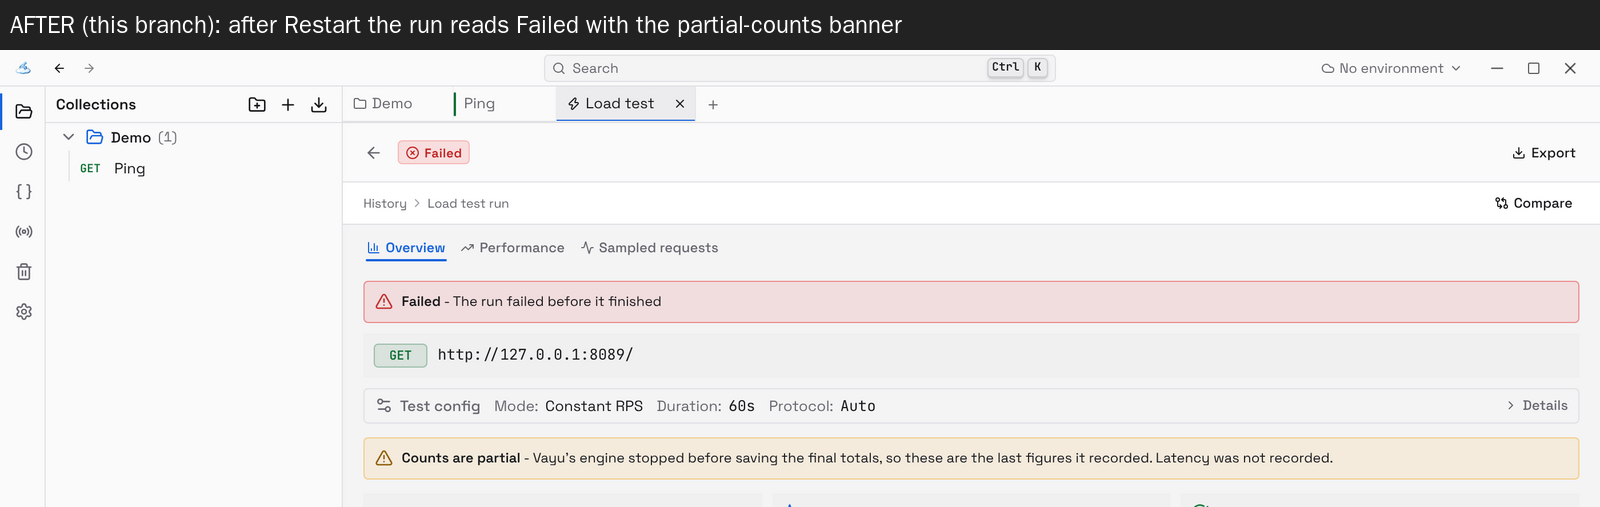 AFTER (this branch): after Restart the run reads Failed with the partial-counts banner
Search Ctrl K
No environment
Collections
Demo
Ping
Load test
Demo (1)
GET Ping
Failed
Export
History > Load test run
Compare
Overview Performance Sampled requests
Failed - The run failed before it finished
GET http://127.0.0.1:8089/
Test config Mode: Constant RPS Duration: 60s Protocol: Auto
Details
Counts are partial - Vayu's engine stopped before saving the final totals, so these are the last figures it recorded. Latency was not recorded.